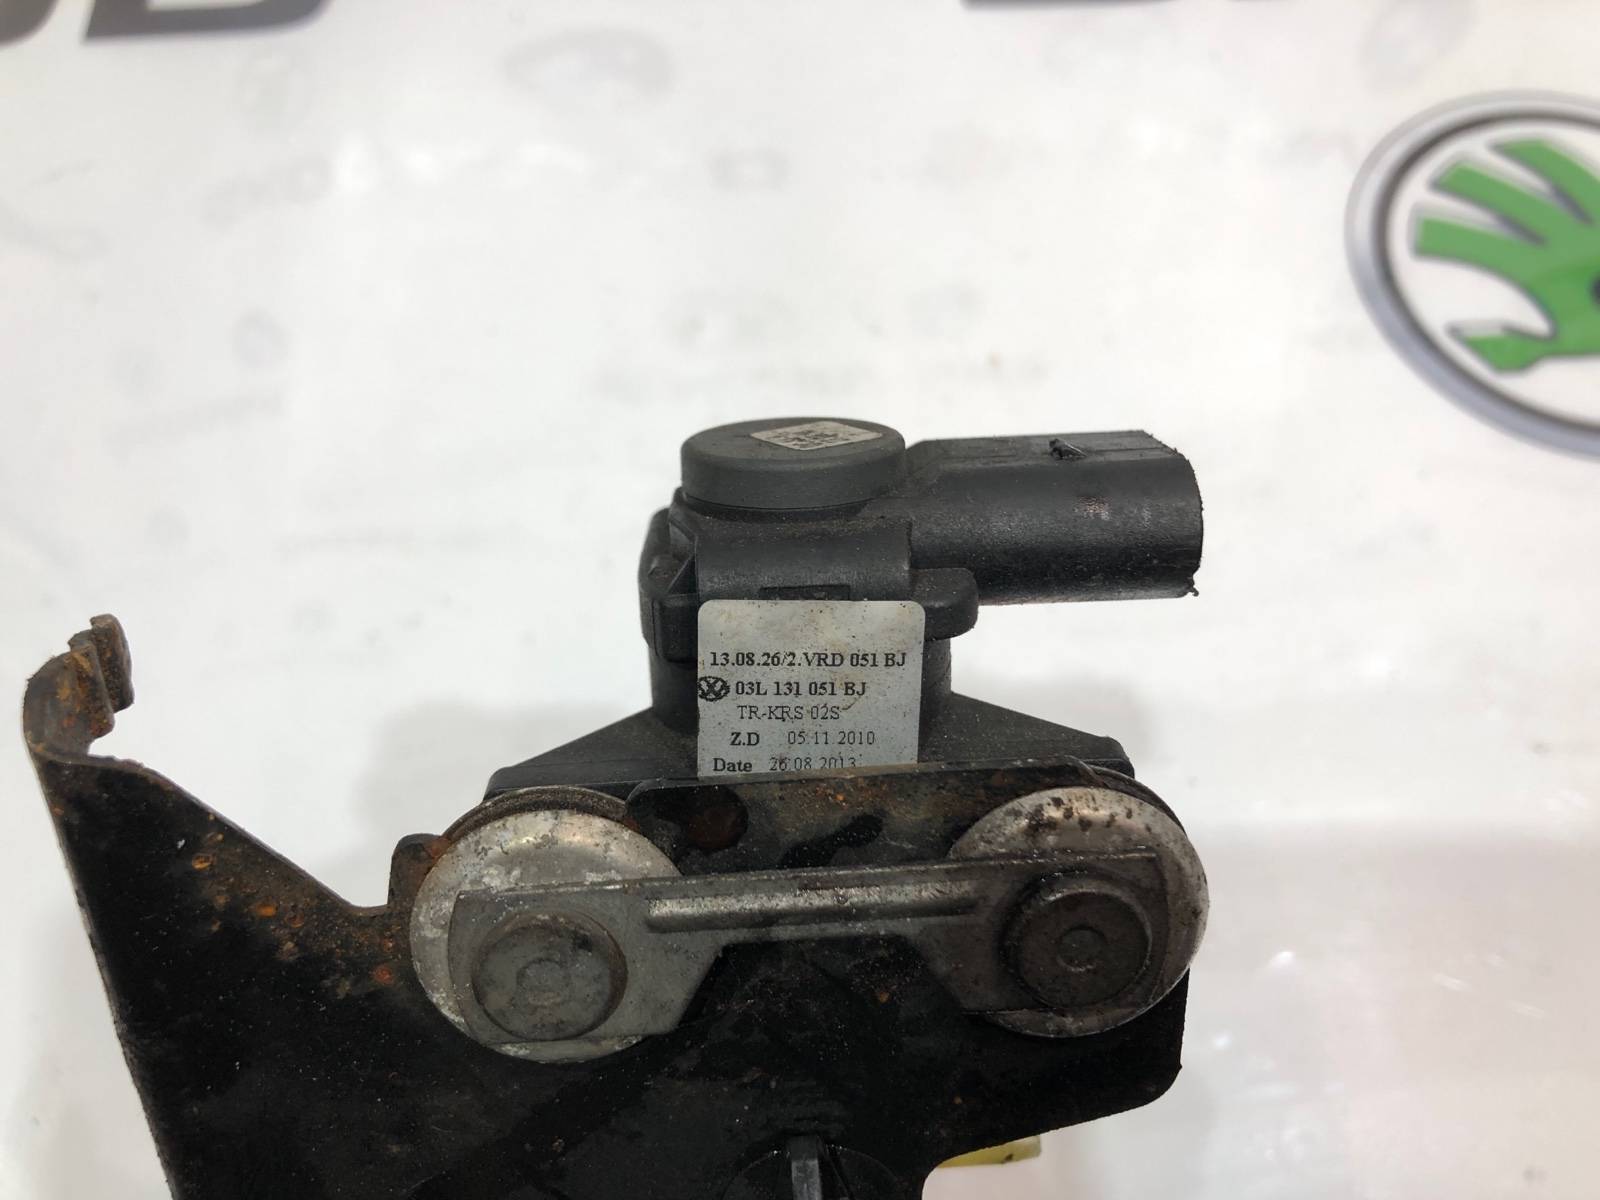 13.08.26/2.VRD 051 BJ
03L 131 051 BJ
TR-KRS 02S
Z.D 05.11.2010
Date 26.08.2013